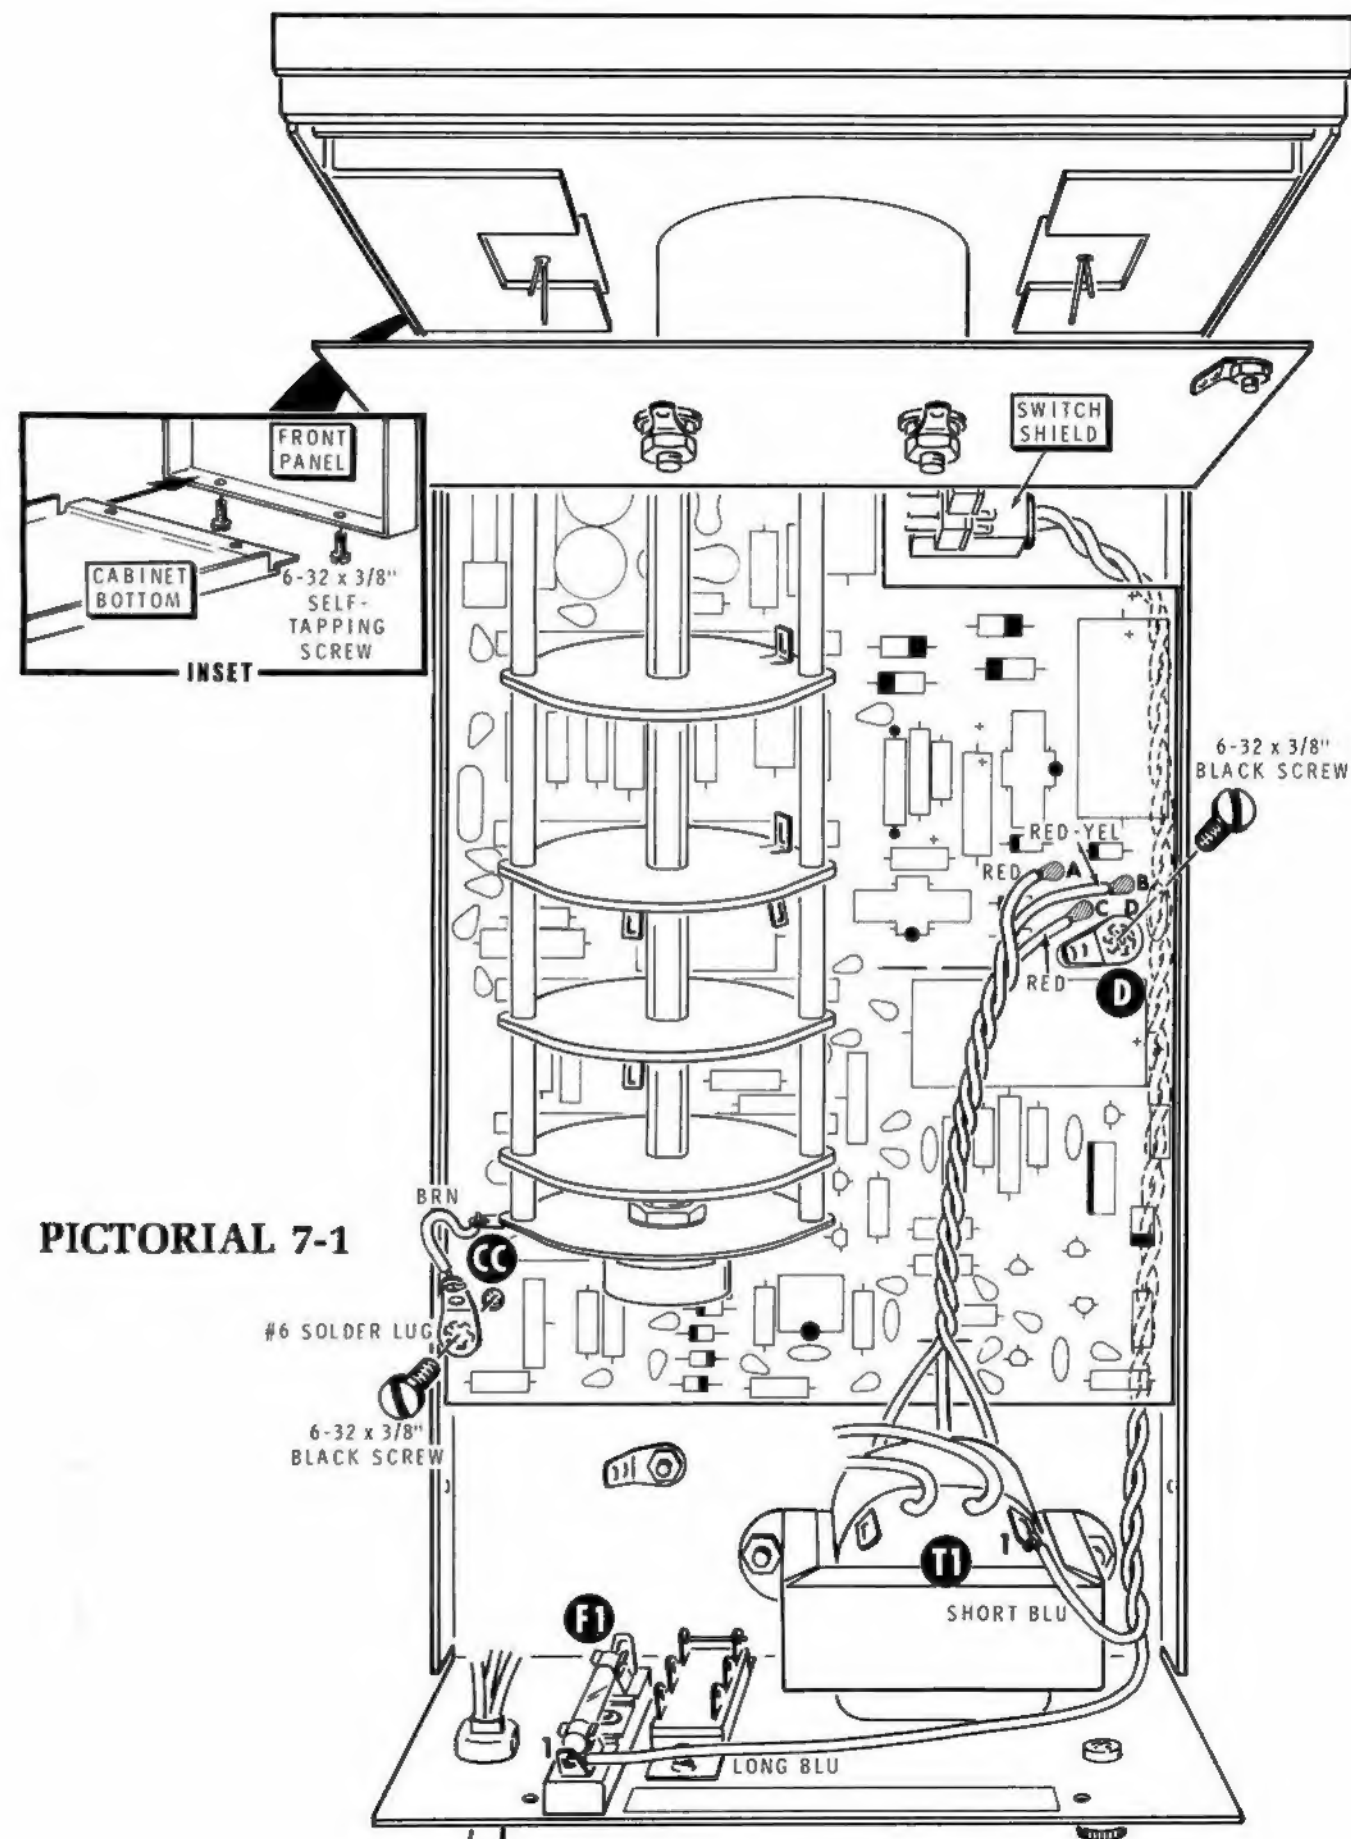 SWITCH
SHIELD
FRONT
PANEL
CABINET
BOTTOM
6-32 x 3/8"
SELF-
TAPPING
SCREW
INSET
6-32 x 3/8"
BLACK SCREW
RED-YEL
RED
A
B
C
D
RED
D
BRN
PICTORIAL 7-1
CC
#6 SOLDER LUG
6-32 x 3/8"
BLACK SCREW
T
1
T1
SHORT BLU
F1
1
LONG BLU